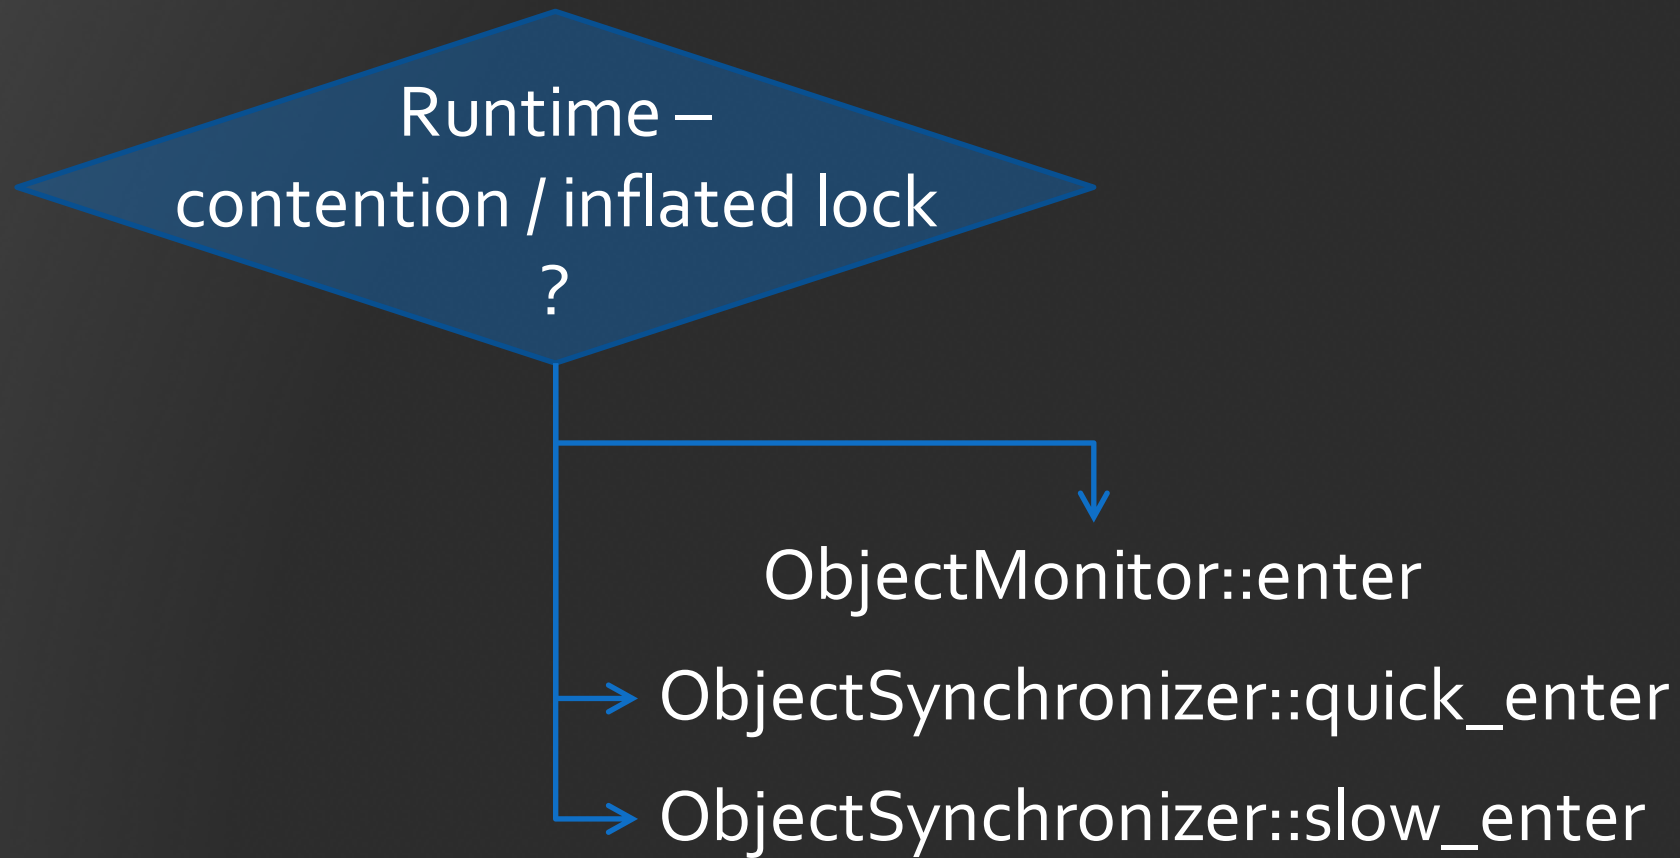 Runtime –
contention / inflated lock
?
ObjectMonitor::enter
ObjectSynchronizer::quick_enter
ObjectSynchronizer::slow_enter